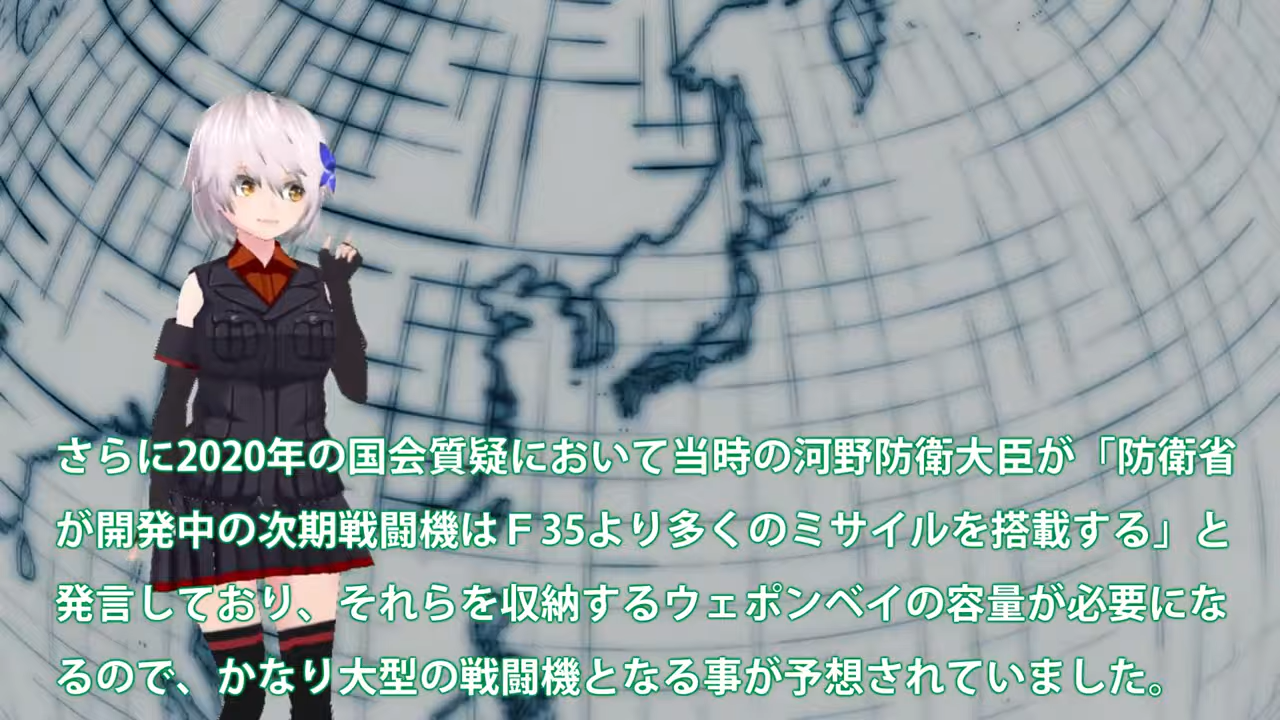 さらに2020年の国会質疑において当時の河野防衛大臣が「防衛省
が開発中の次期戦闘機はＦ35より多くのミサイルを搭載する」と
発言しており、それらを収納するウェポンベイの容量が必要にな
るので、かなり大型の戦闘機となる事が予想されていました。